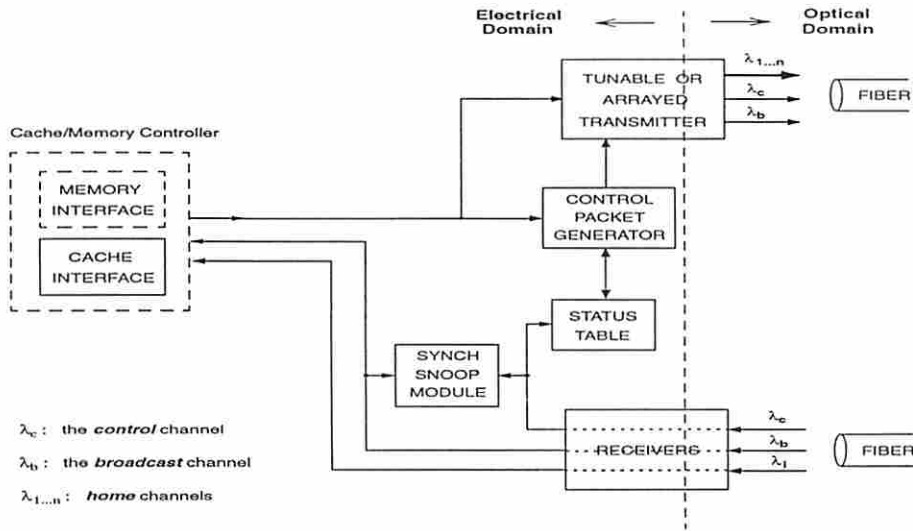 Electrical
Domain
Optical
Domain
TUNABLE OR
ARRAYED
TRANSMITTER
λ1...n
λc
λb
FIBER
Cache/Memory Controller
MEMORY
INTERFACE
CACHE
INTERFACE
CONTROL
PACKET
GENERATOR
STATUS
TABLE
SYNCH
SNOOP
MODULE
RECEIVERS
λc
λb
λi
FIBER
λc : the control channel
λb : the broadcast channel
λ1...n : home channels